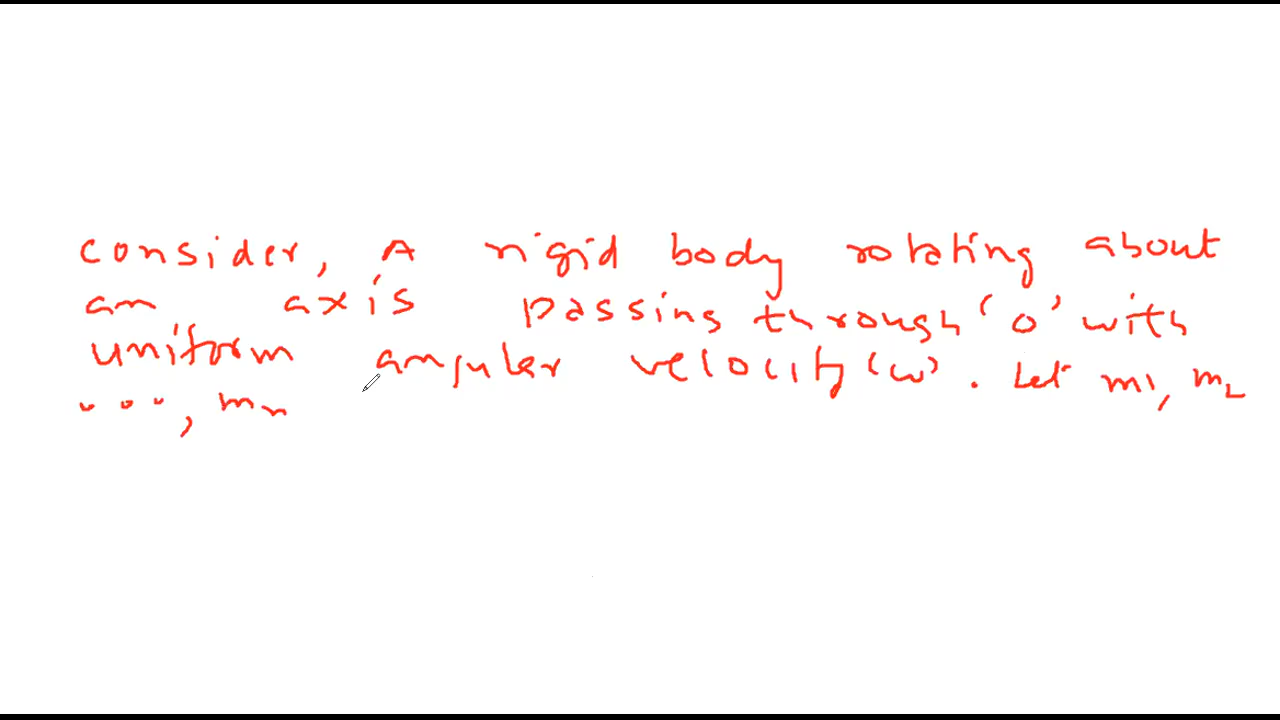 consider, A rigid body rotating about
an axis passing through 'o' with
uniform angular velocity (ω). Let m1, m2
..., mn